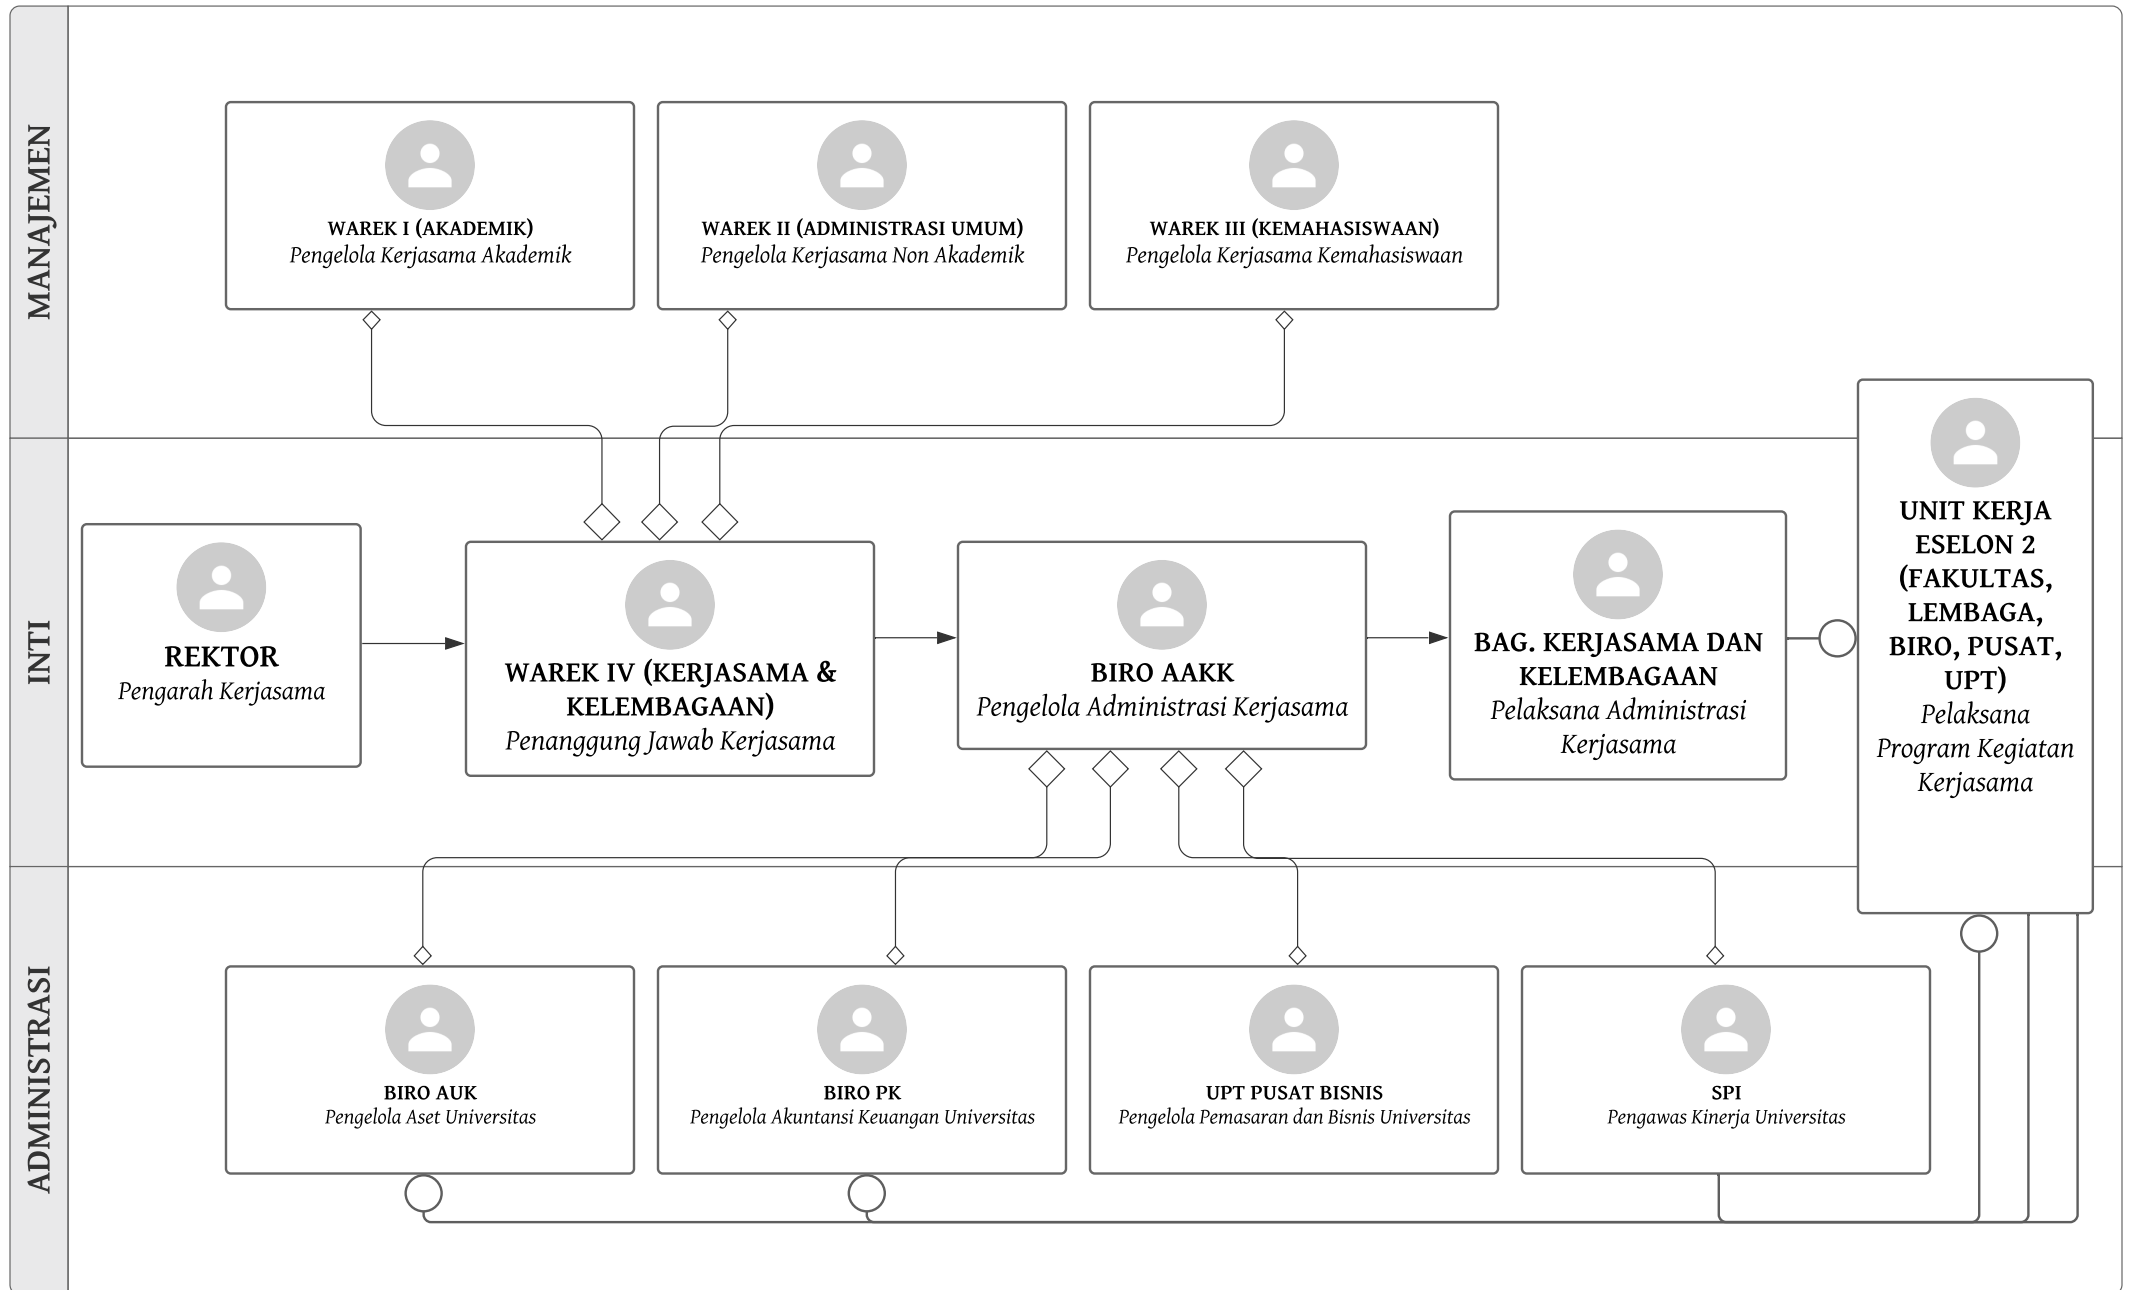 MANAJEMEN
WAREK I (AKADEMIK)
Pengelola Kerjasama Akademik
WAREK II (ADMINISTRASI UMUM)
Pengelola Kerjasama Non Akademik
WAREK III (KEMAHASISWAAN)
Pengelola Kerjasama Kemahasiswaan
INTI
REKTOR
Pengarah Kerjasama
WAREK IV (KERJASAMA &
KELEMBAGAAN)
Penanggung Jawab Kerjasama
BIRO AAKK
Pengelola Administrasi Kerjasama
BAG. KERJASAMA DAN
KELEMBAGAAN
Pelaksana Administrasi
Kerjasama
UNIT KERJA
ESELON 2
(FAKULTAS,
LEMBAGA,
BIRO, PUSAT,
UPT)
Pelaksana
Program Kegiatan
Kerjasama
ADMINISTRASI
BIRO AUK
Pengelola Aset Universitas
BIRO PK
Pengelola Akuntansi Keuangan Universitas
UPT PUSAT BISNIS
Pengelola Pemasaran dan Bisnis Universitas
SPI
Pengawas Kinerja Universitas